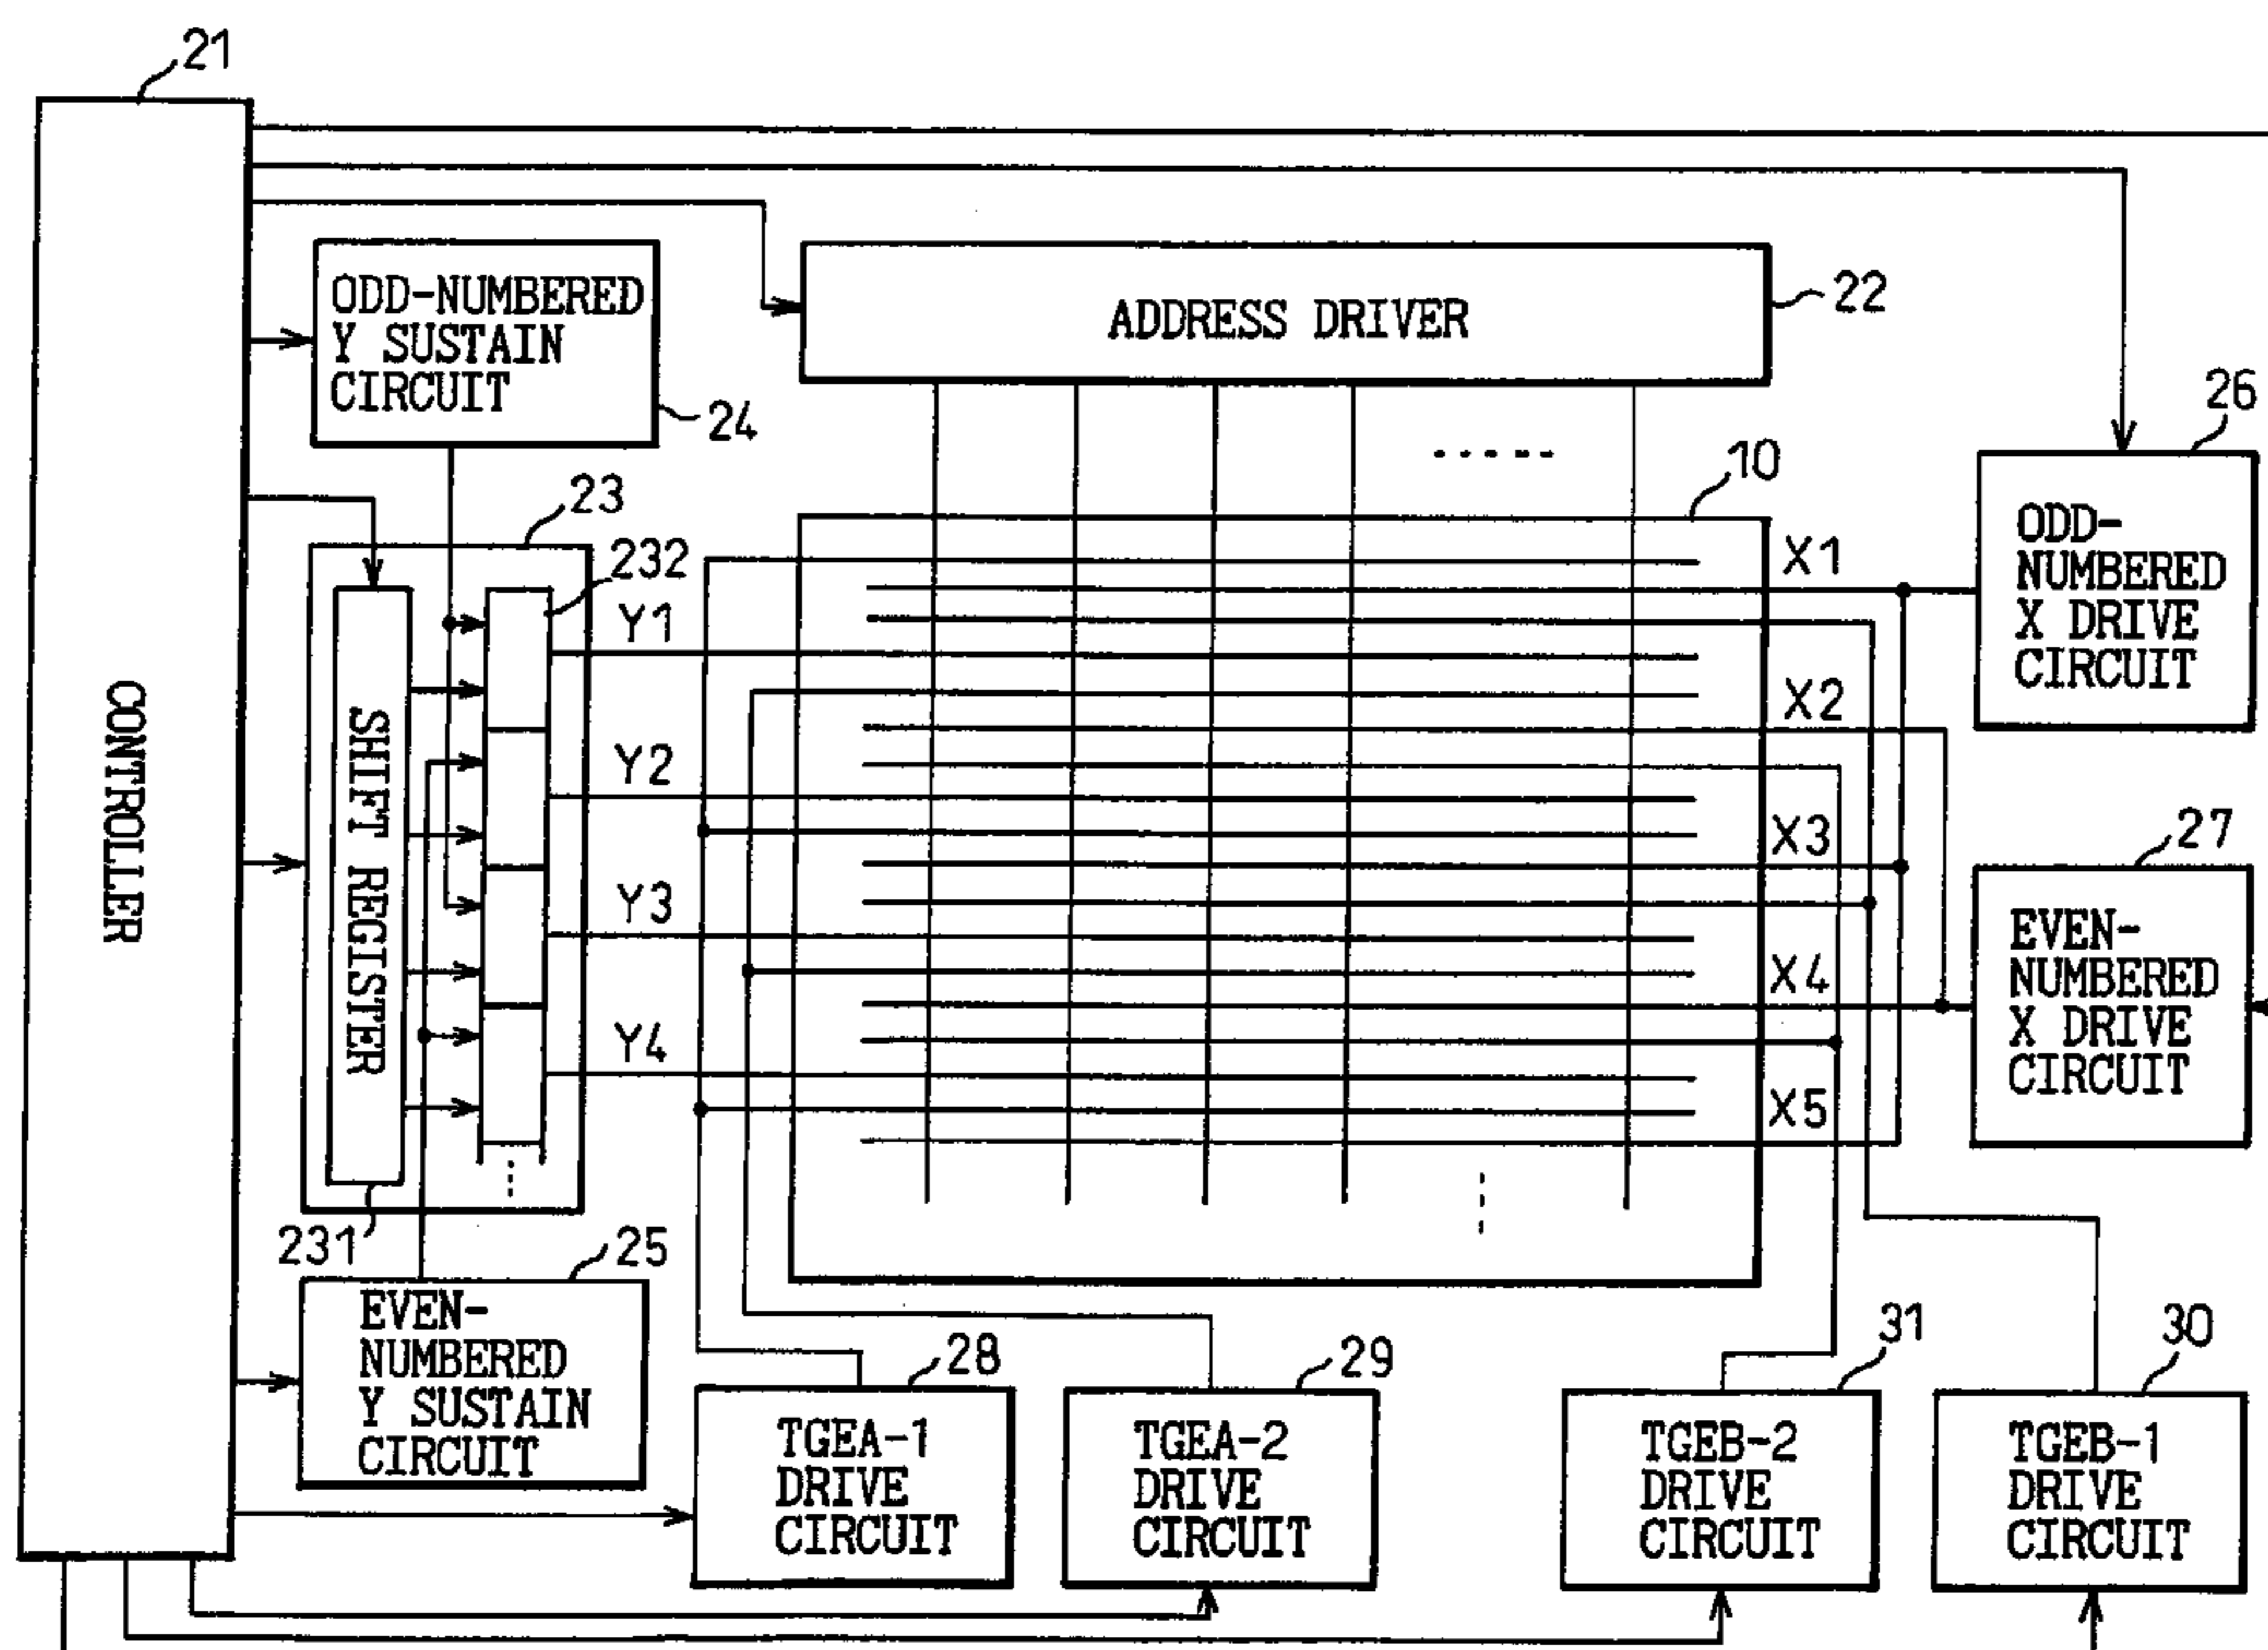 21
ODD-NUMBERED
Y SUSTAIN
CIRCUIT
24
ADDRESS DRIVER
22
26
10
ODD-
NUMBERED
X DRIVE
CIRCUIT
23
232
CONTROLLER
SHIFT REGISTER
231
Y1
Y2
Y3
Y4
X1
X2
X3
X4
X5
27
EVEN-
NUMBERED
X DRIVE
CIRCUIT
25
EVEN-
NUMBERED
Y SUSTAIN
CIRCUIT
28
TGEA-1
DRIVE
CIRCUIT
29
TGEA-2
DRIVE
CIRCUIT
31
TGEB-2
DRIVE
CIRCUIT
30
TGEB-1
DRIVE
CIRCUIT